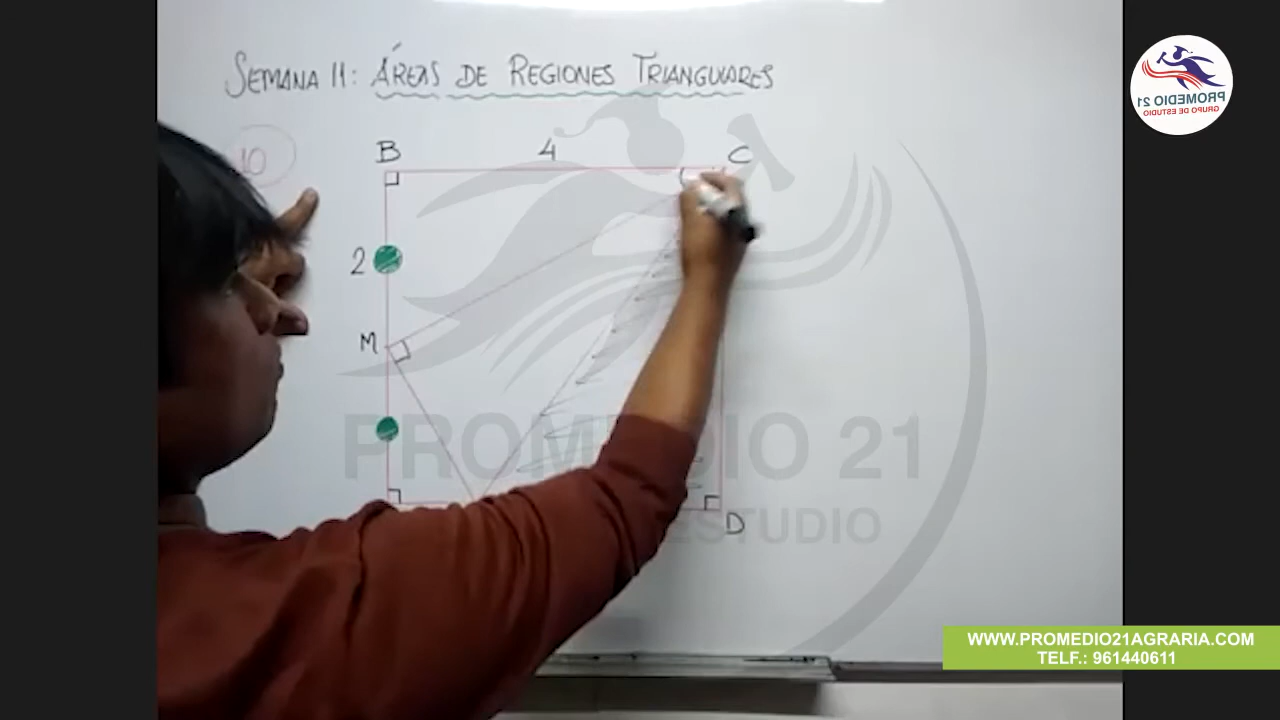 SEMANA 11: ÁREAS DE REGIONES TRIANGULARES
10
B 4 C
2
M
D
PROMEDIO 21
ESTUDIO
PROMEDIO 21
GRUPO DE ESTUDIO
WWW.PROMEDIO21AGRARIA.COM
TELF.: 961440611